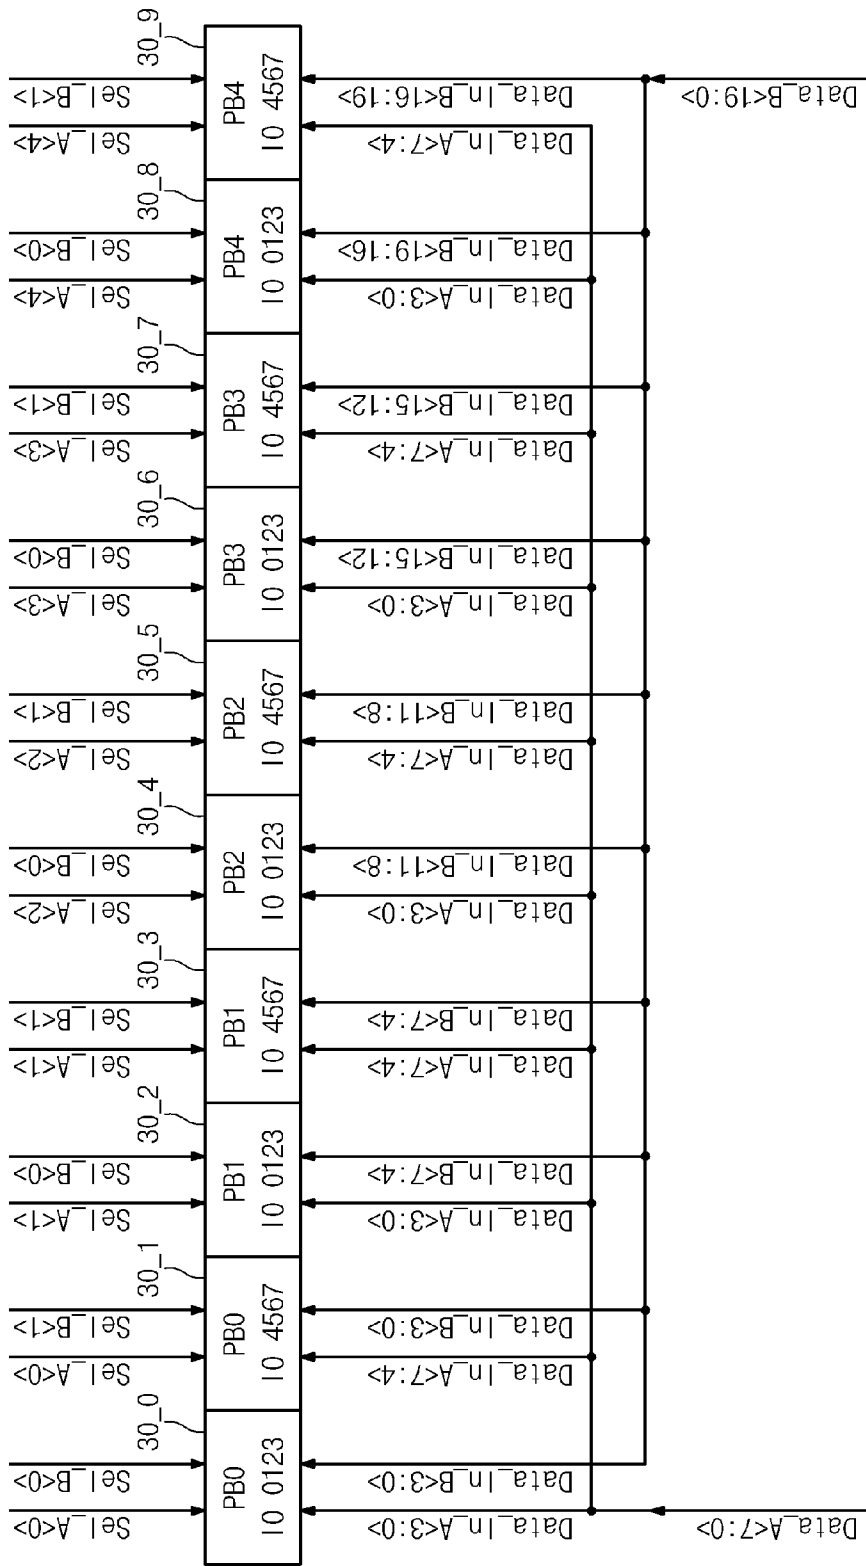 30_9
Sel_B<1>
PB4
IO 4567
Data_In_B<16:19>
Data_B<19:0>
Sel_A<4>
Data_In_A<7:4>
30_8
Sel_B<0>
PB4
IO 0123
Data_In_B<19:16>
Sel_A<4>
Data_In_A<3:0>
30_7
Sel_B<1>
PB3
IO 4567
Data_In_B<15:12>
Sel_A<3>
Data_In_A<7:4>
30_6
Sel_B<0>
PB3
IO 0123
Data_In_B<15:12>
Sel_A<3>
Data_In_A<3:0>
30_5
Sel_B<1>
PB2
IO 4567
Data_In_B<11:8>
Sel_A<2>
Data_In_A<7:4>
30_4
Sel_B<0>
PB2
IO 0123
Data_In_B<11:8>
Sel_A<2>
Data_In_A<3:0>
30_3
Sel_B<1>
PB1
IO 4567
Data_In_B<7:4>
Sel_A<1>
Data_In_A<7:4>
30_2
Sel_B<0>
PB1
IO 0123
Data_In_B<7:4>
Sel_A<1>
Data_In_A<3:0>
30_1
Sel_B<1>
PB0
IO 4567
Data_In_B<3:0>
Sel_A<0>
Data_In_A<7:4>
30_0
Sel_B<0>
PB0
IO 0123
Data_In_B<3:0>
Sel_A<0>
Data_In_A<3:0>
Data_A<7:0>